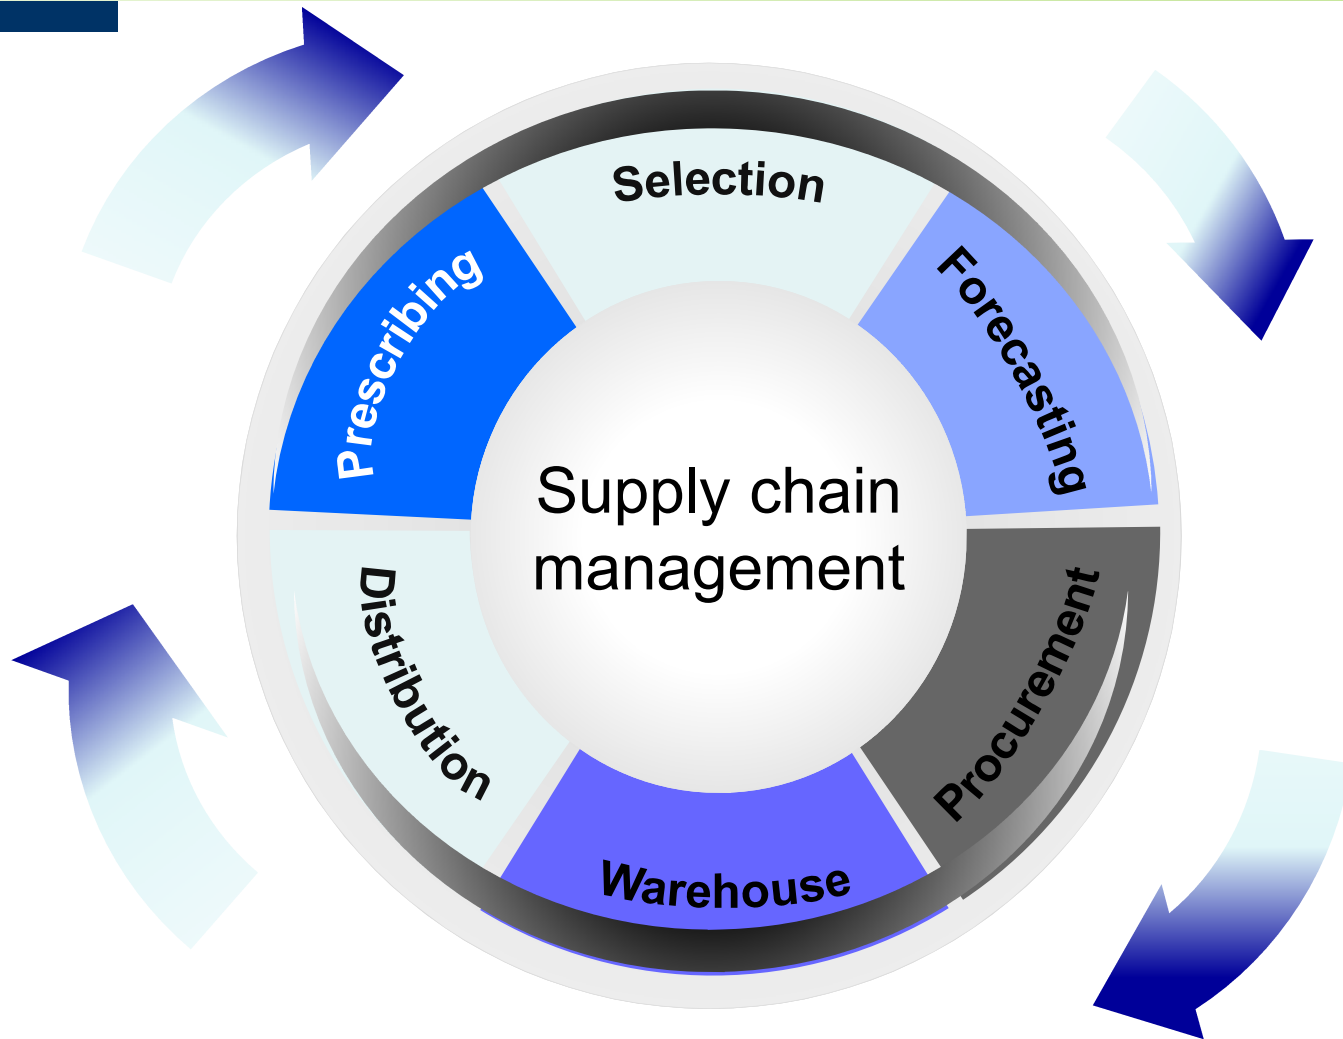 Selection
Forecasting
Procurement
Warehouse
Distribution
Prescribing
Supply chain
management